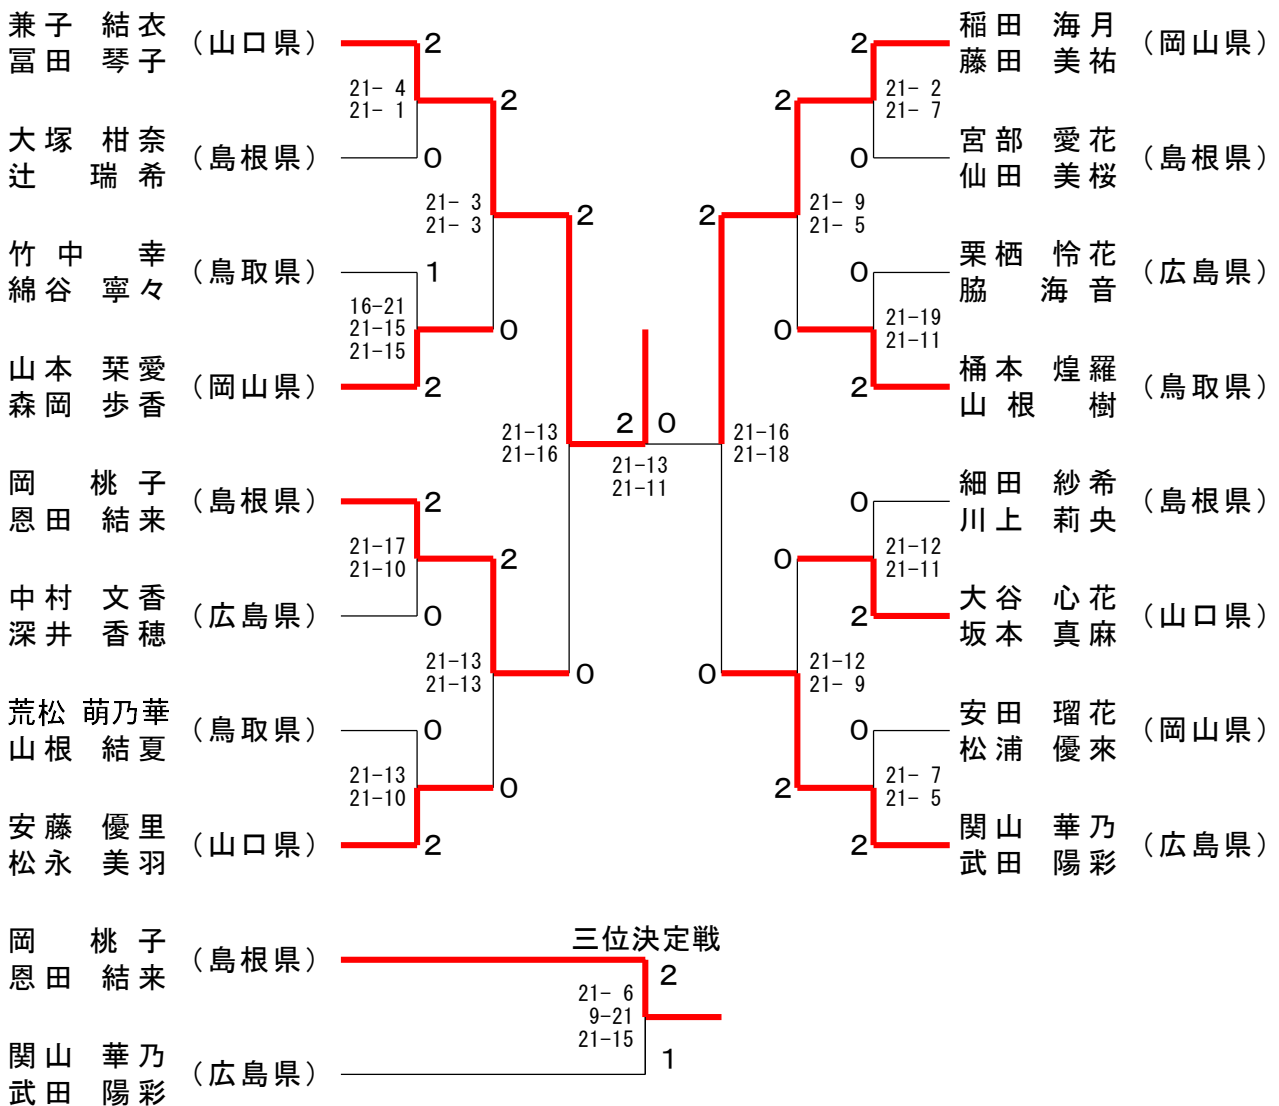 兼子 結衣
冨田 琴子
（山口県）
2
21- 4
21- 1
2
大塚 柑奈
辻 瑞希
（島根県）
0
21- 3
21- 3
2
竹中 幸
綿谷 寧々
（鳥取県）
1
16-21
21-15
21-15
0
山本 栞愛
森岡 歩香
（岡山県）
2
21-13
21-16
岡 桃子
恩田 結来
（島根県）
2
21-17
21-10
2
中村 文香
深井 香穂
（広島県）
0
21-13
21-13
0
荒松 萌乃華
山根 結夏
（鳥取県）
0
21-13
21-10
0
安藤 優里
松永 美羽
（山口県）
2
2 0
21-13
21-11
稲田 海月
藤田 美祐
（岡山県）
2
21- 2
21- 7
2
宮部 愛花
仙田 美桜
（島根県）
0
21- 9
21- 5
2
栗栖 怜花
脇 海音
（広島県）
0
21-19
21-11
0
桶本 煌羅
山根 樹
（鳥取県）
2
21-16
21-18
細田 紗希
川上 莉央
（島根県）
0
21-12
21-11
0
大谷 心花
坂本 真麻
（山口県）
2
21-12
21- 9
0
安田 瑠花
松浦 優來
（岡山県）
0
21- 7
21- 5
2
関山 華乃
武田 陽彩
（広島県）
2
三位決定戦
岡 桃子
恩田 結来
（島根県）
2
21- 6
9-21
21-15
関山 華乃
武田 陽彩
（広島県）
1